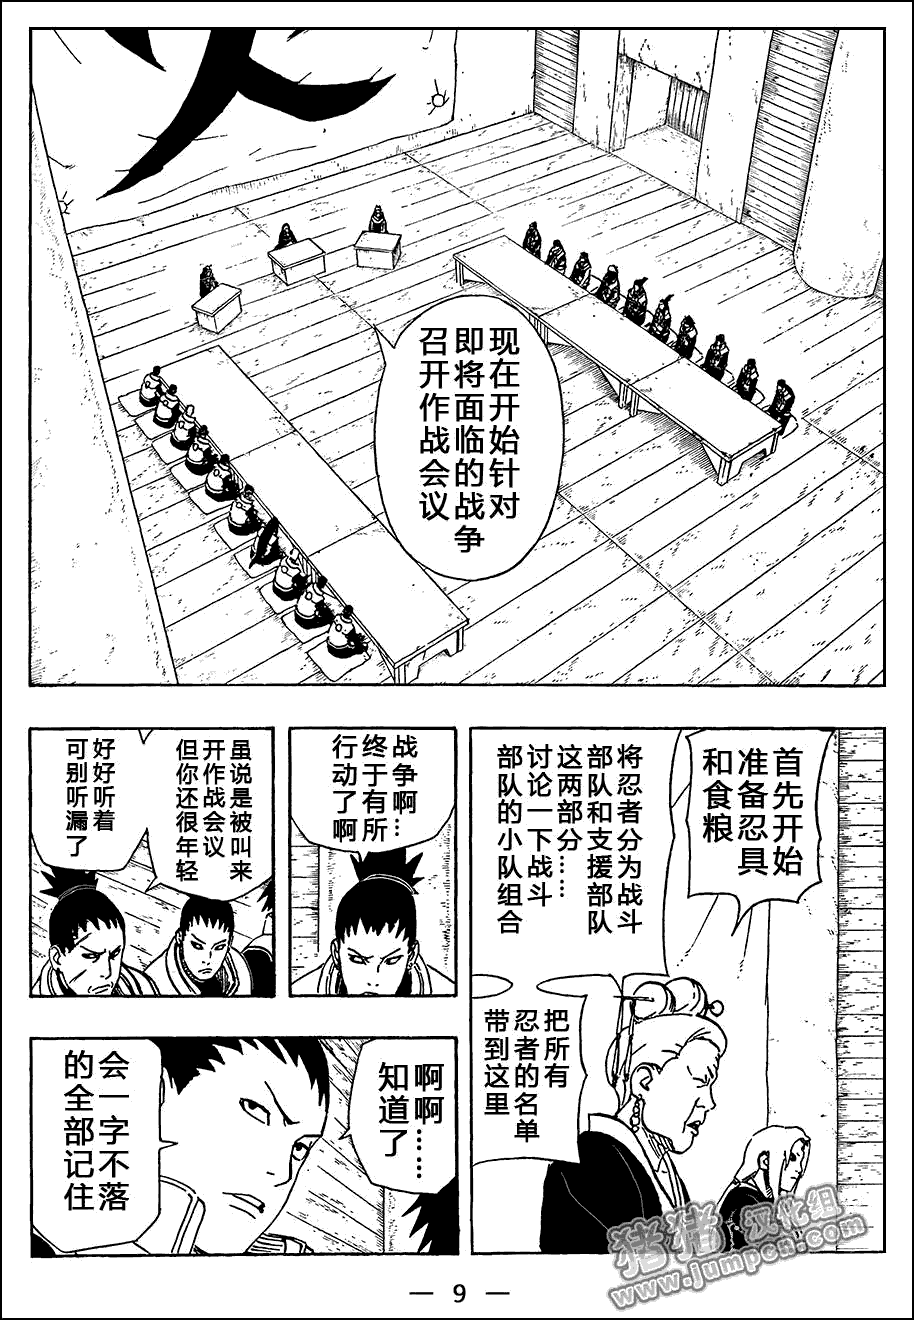 现在开始针对
即将面临的战争
召开作战会议
首先开始
准备忍具
和食粮
将忍者分为战斗
部队和支援部队
这两部分……
讨论一下战斗
部队的小队组合
把所有
忍者的名单
带到这里
战争啊…
终于有所
行动了啊
虽说是被叫来
开作战会议
但你还很年轻
好好听着
可别听漏了
啊啊……
知道了
会一字不落
的全部记住
猪猪汉化组
www.jumpcn.com
— 9 —